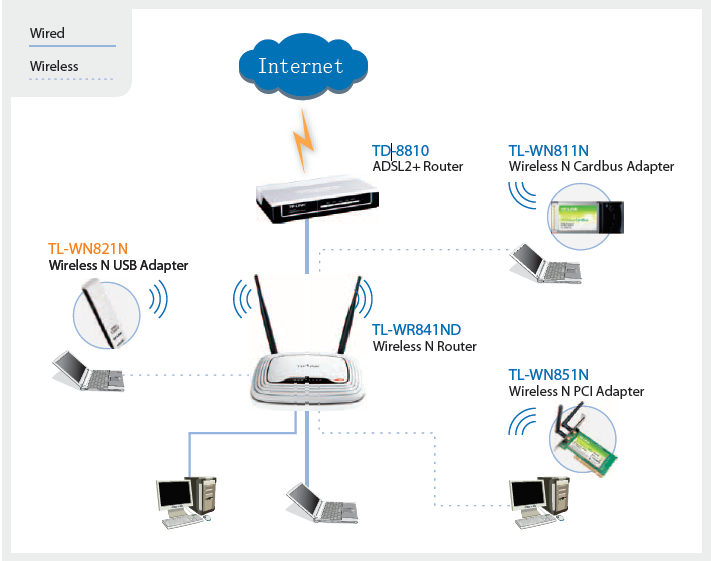 Wired
Wireless
Internet
TD-8810
ADSL2+ Router
TL-WN811N
Wireless N Cardbus Adapter
TL-WN821N
Wireless N USB Adapter
TL-WR841ND
Wireless N Router
TL-WN851N
Wireless N PCI Adapter